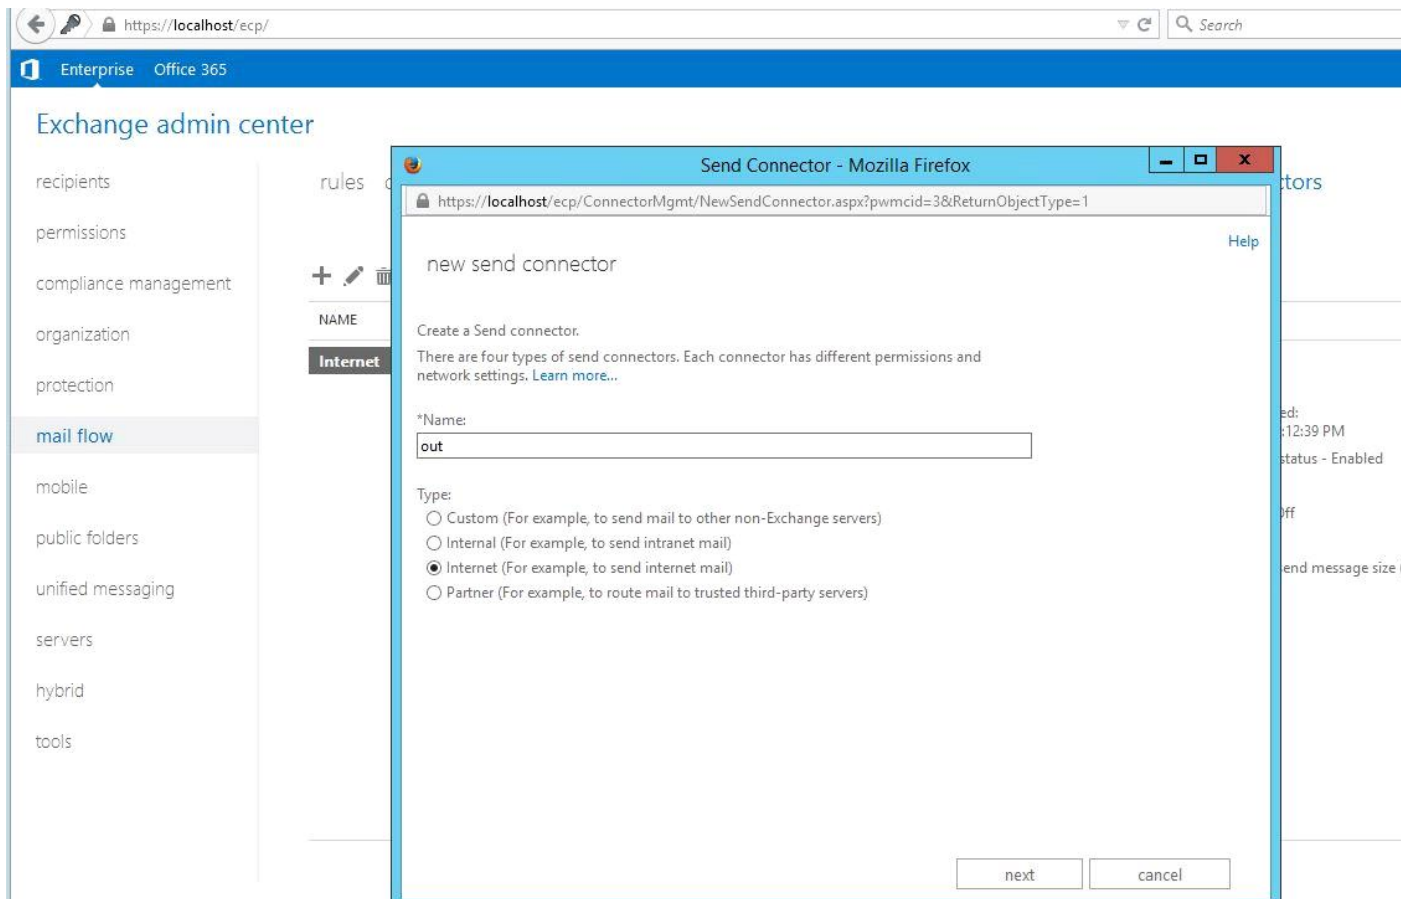 https://localhost/ecp/
Search
Enterprise Office 365
Exchange admin center
recipients
permissions
compliance management
organization
protection
mail flow
mobile
public folders
unified messaging
servers
hybrid
tools
rules
NAME
Internet
Send Connector - Mozilla Firefox
https://localhost/ecp/ConnectorMgmt/NewSendConnector.aspx?pwmcid=3&ReturnObjectType=1
Help
new send connector
Create a Send connector.
There are four types of send connectors. Each connector has different permissions and
network settings. Learn more...
*Name:
out
Type:
Custom (For example, to send mail to other non-Exchange servers)
Internal (For example, to send intranet mail)
Internet (For example, to send internet mail)
Partner (For example, to route mail to trusted third-party servers)
next cancel
tors
ed:
:12:39 PM
status - Enabled
end message size